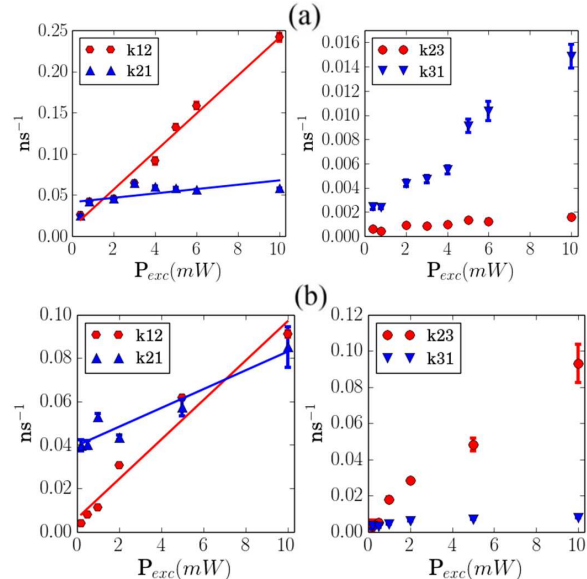 (a)
0.25
0.20
0.15
0.10
0.05
0.00
ns⁻¹
k12
k21
0 2 4 6 8 10
P_exc(mW)
0.016
0.014
0.012
0.010
0.008
0.006
0.004
0.002
0.000
ns⁻¹
k23
k31
0 2 4 6 8 10
P_exc(mW)
(b)
0.10
0.08
0.06
0.04
0.02
0.00
ns⁻¹
k12
k21
0 2 4 6 8 10
P_exc(mW)
0.12
0.10
0.08
0.06
0.04
0.02
0.00
ns⁻¹
k23
k31
0 2 4 6 8 10
P_exc(mW)